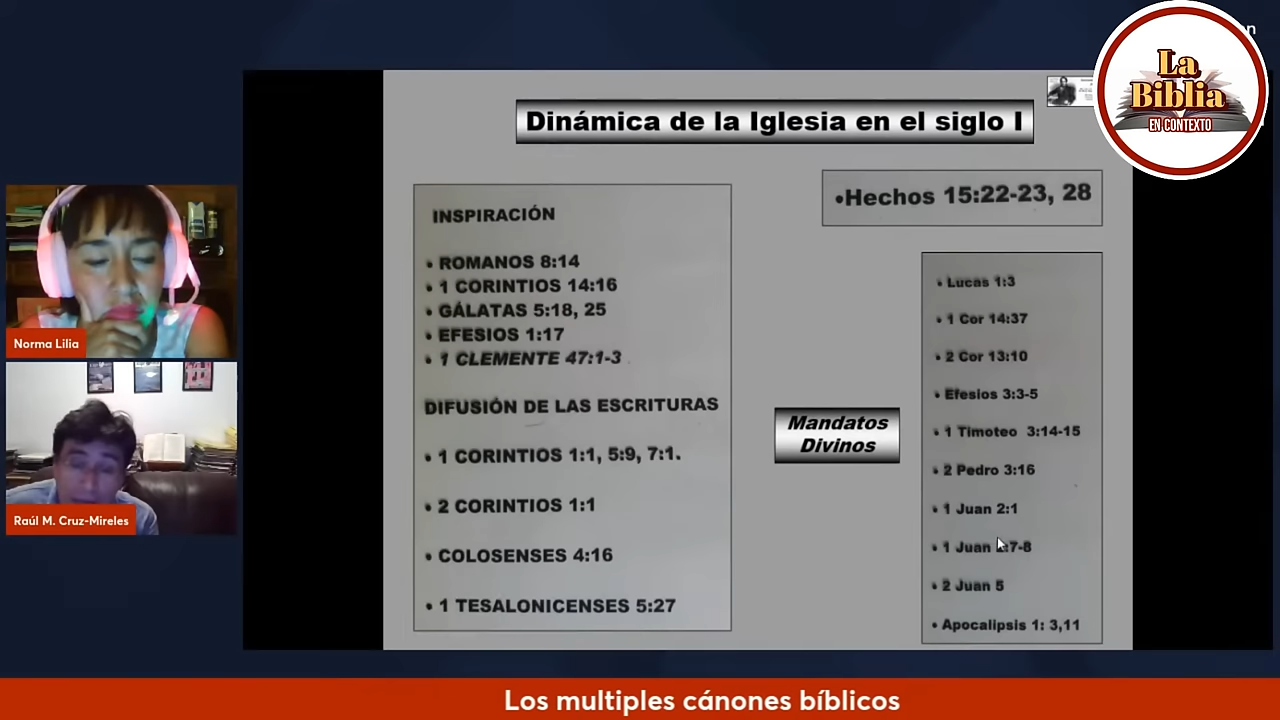 La
Biblia
EN CONTEXTO
Dinámica de la Iglesia en el siglo I
INSPIRACIÓN
• ROMANOS 8:14
• 1 CORINTIOS 14:16
• GÁLATAS 5:18, 25
• EFESIOS 1:17
• 1 CLEMENTE 47:1-3
DIFUSIÓN DE LAS ESCRITURAS
• 1 CORINTIOS 1:1, 5:9, 7:1.
• 2 CORINTIOS 1:1
• COLOSENSES 4:16
• 1 TESALONICENSES 5:27
•Hechos 15:22-23, 28
Mandatos
Divinos
• Lucas 1:3
• 1 Cor 14:37
• 2 Cor 13:10
• Efesios 3:3-5
• 1 Timoteo 3:14-15
• 2 Pedro 3:16
• 1 Juan 2:1
• 1 Juan :7-8
• 2 Juan 5
• Apocalipsis 1: 3,11
Norma Lilia
Raúl M. Cruz-Mireles
Los multiples cánones bíblicos